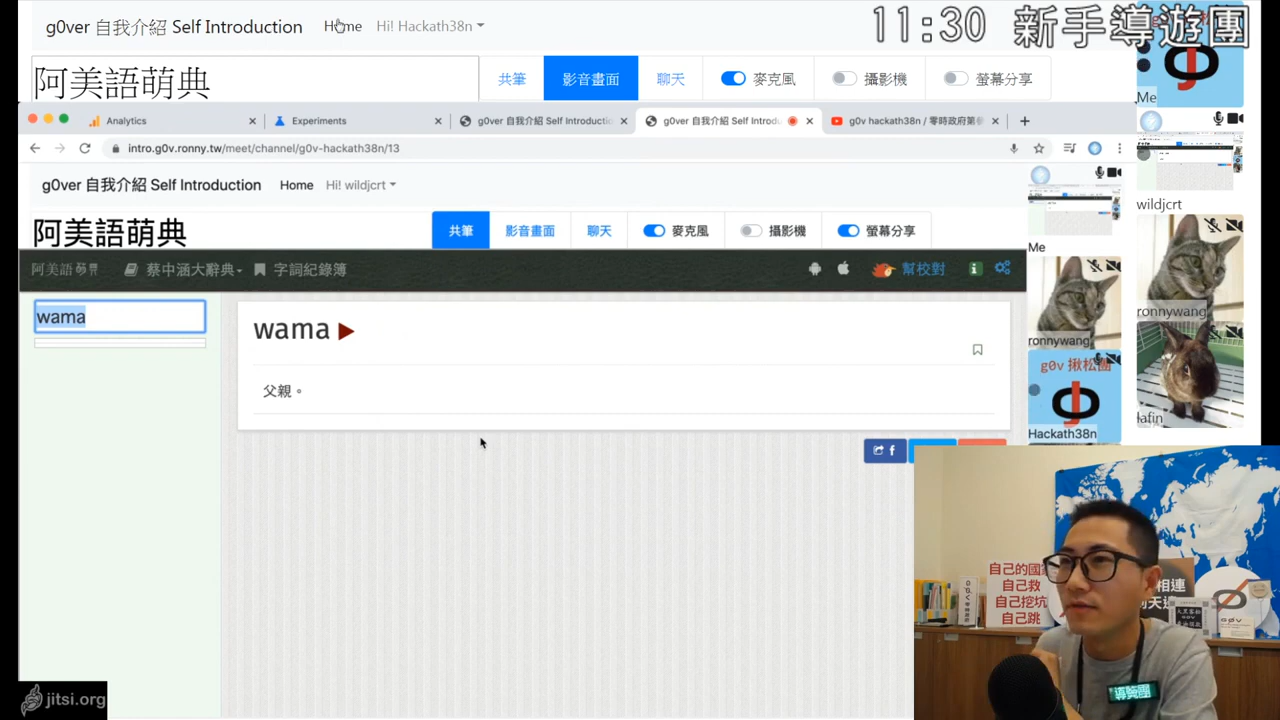 g0ver 自我介紹 Self Introduction Home Hi! Hackath38n
11:30 新手導遊團
阿美語萌典 共筆 影音畫面 聊天 麥克風 攝影機 螢幕分享
Me
Analytics Experiments g0ver 自我介紹 Self Introductio g0ver 自我介紹 Self Introdu g0v hackath38n / 零時政府第
intro.g0v.ronny.tw/meet/channel/g0v-hackath38n/13
g0ver 自我介紹 Self Introduction Home Hi! wildjcrt
阿美語萌典 共筆 影音畫面 聊天 麥克風 攝影機 螢幕分享
wildjcrt
Me
阿美語萌典 蔡中涵大辭典 字詞紀錄簿 幫校對
wama
wama
父親。
ronnywang
ronnywang
g0v 揪松團
Hackath38n
lafin
f
自己的國家
自己救
自己挖坑
自己跳
相連
導覽團
jitsi.org